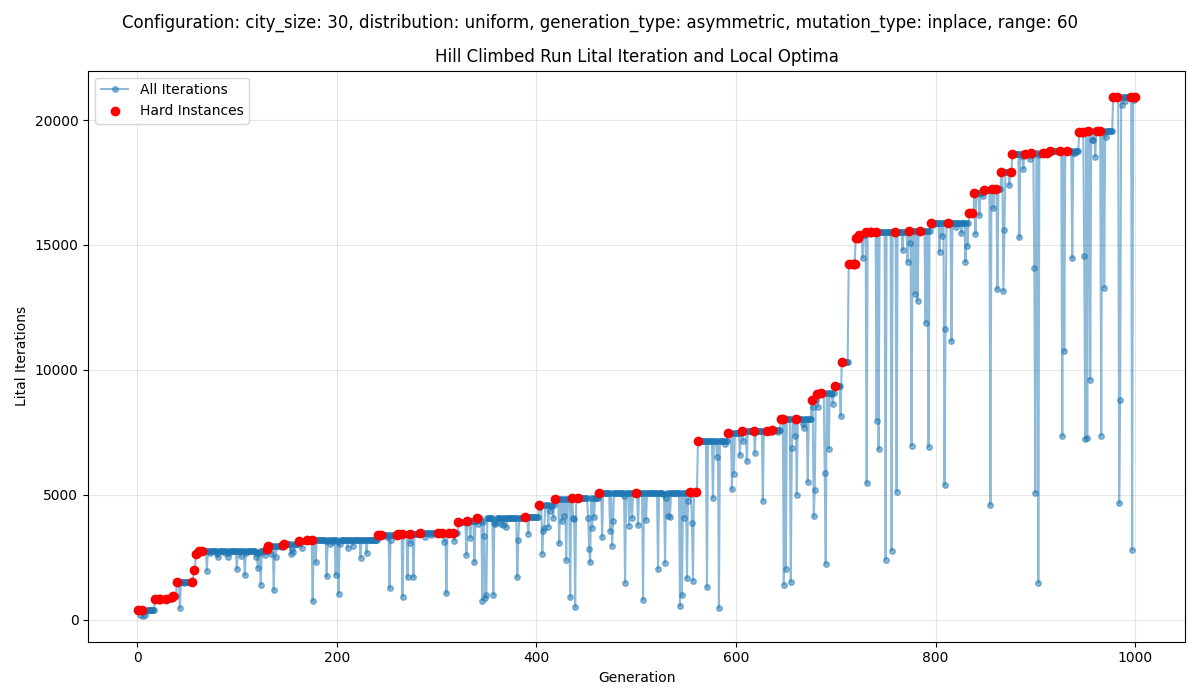 Configuration: city_size: 30, distribution: uniform, generation_type: asymmetric, mutation_type: inplace, range: 60
Hill Climbed Run Lital Iteration and Local Optima
All Iterations
Hard Instances
Lital Iterations
20000
15000
10000
5000
0
0 200 400 600 800 1000
Generation